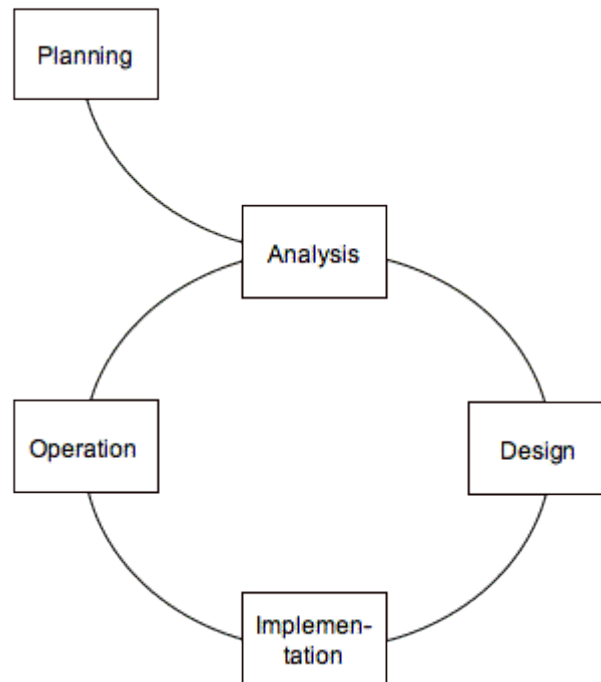 Planning
Analysis
Operation
Design
Implemen-
tation